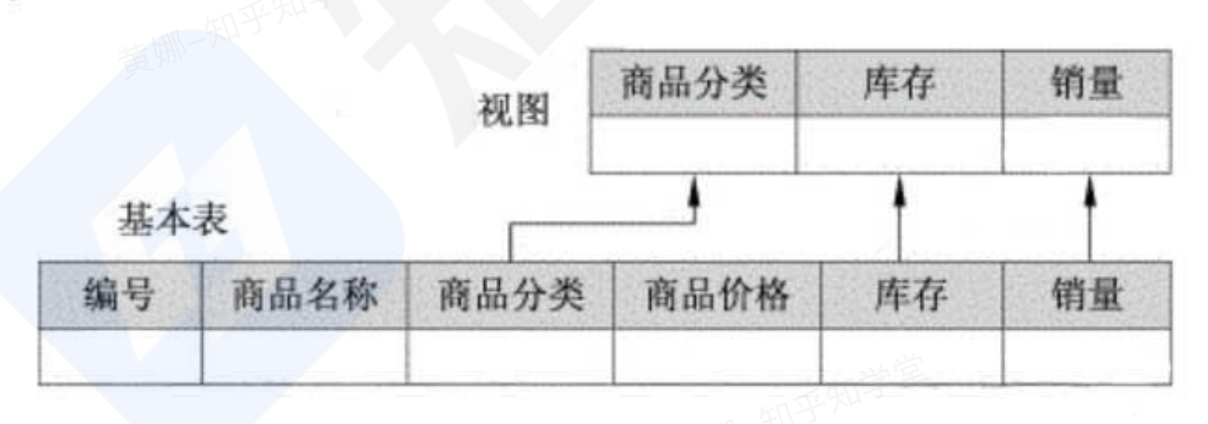 黄娜-知乎知学堂
视图
商品分类 库存 销量
基本表
编号 商品名称 商品分类 商品价格 库存 销量
知乎知学堂